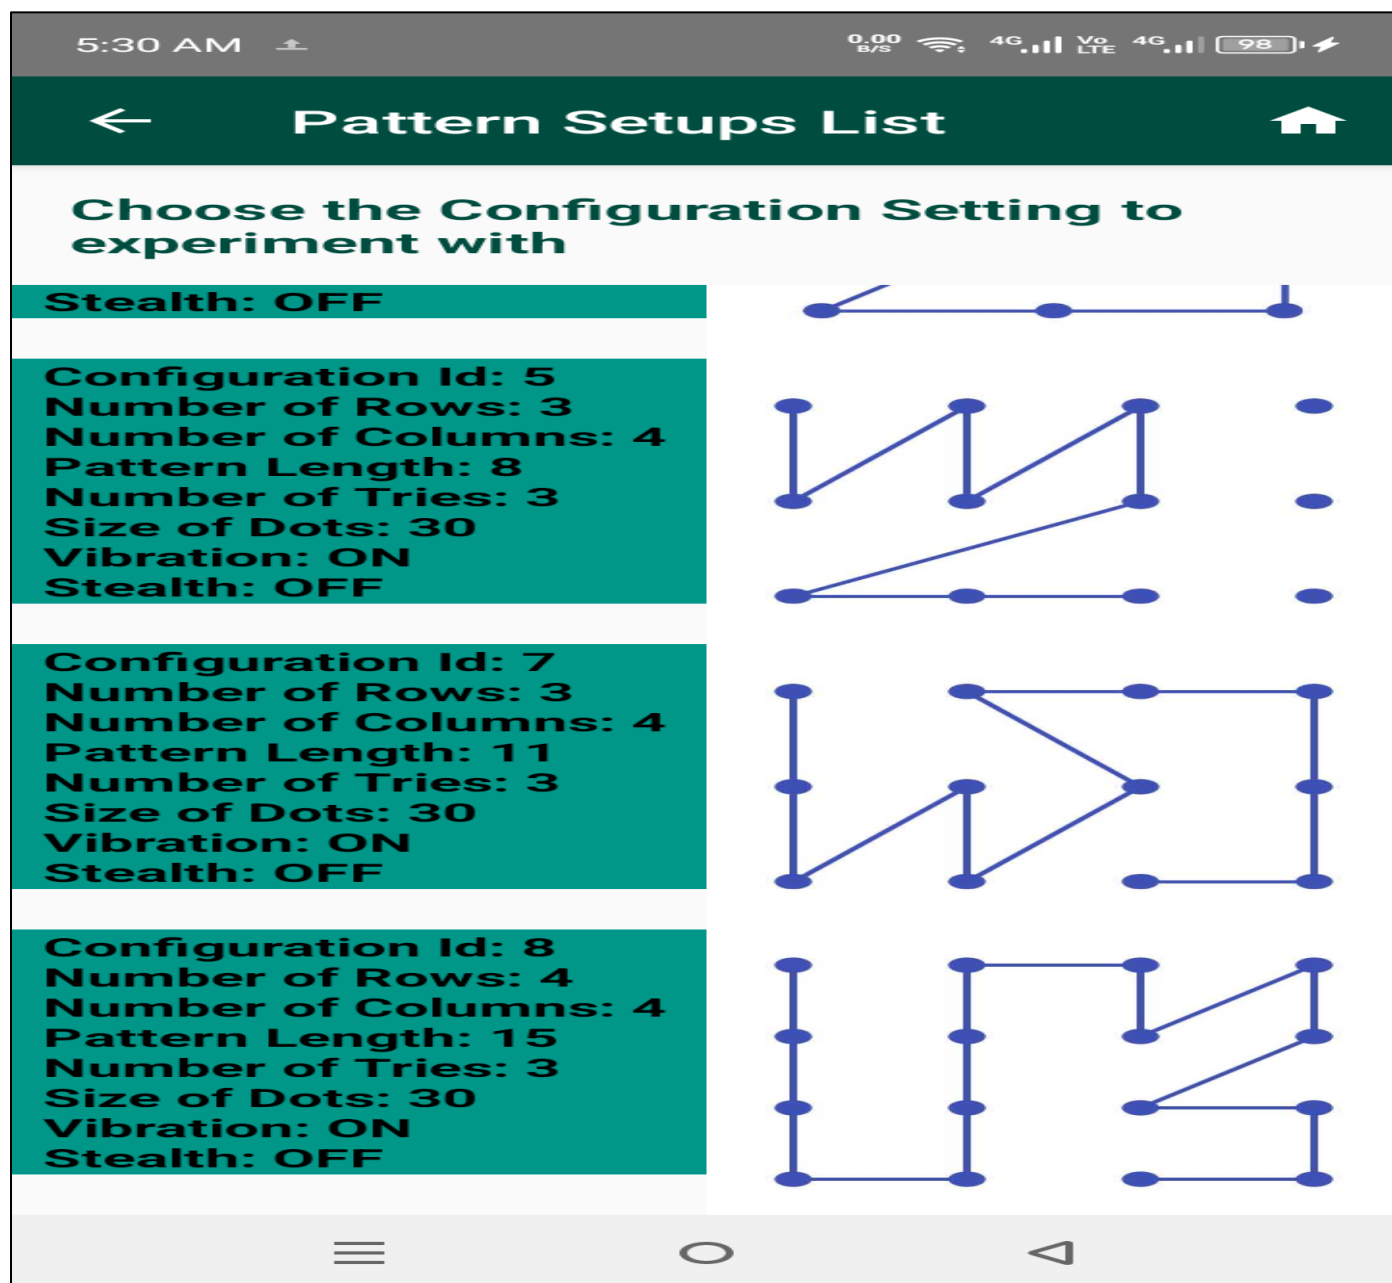 5:30 AM 0.00 B/S 4G Vo LTE 4G 98
Pattern Setups List
Choose the Configuration Setting to
experiment with
Stealth: OFF
Configuration Id: 5
Number of Rows: 3
Number of Columns: 4
Pattern Length: 8
Number of Tries: 3
Size of Dots: 30
Vibration: ON
Stealth: OFF
Configuration Id: 7
Number of Rows: 3
Number of Columns: 4
Pattern Length: 11
Number of Tries: 3
Size of Dots: 30
Vibration: ON
Stealth: OFF
Configuration Id: 8
Number of Rows: 4
Number of Columns: 4
Pattern Length: 15
Number of Tries: 3
Size of Dots: 30
Vibration: ON
Stealth: OFF